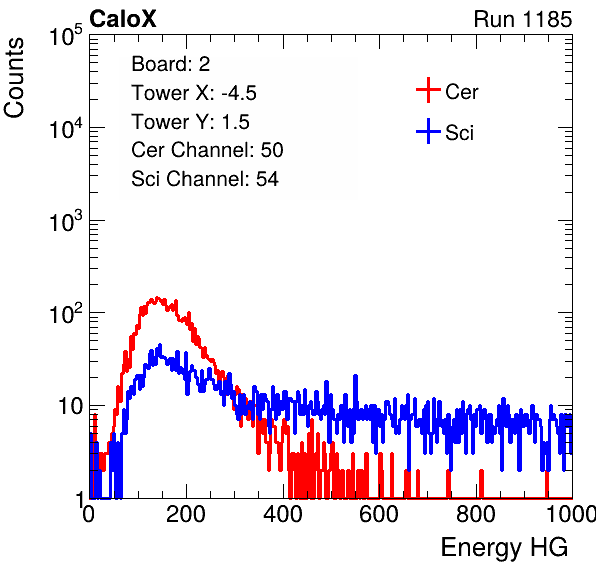 CaloX Run 1185
Counts
10^5
10^4
10^3
10^2
10
1
Board: 2
Tower X: -4.5
Tower Y: 1.5
Cer Channel: 50
Sci Channel: 54
Cer
Sci
0 200 400 600 800 1000
Energy HG